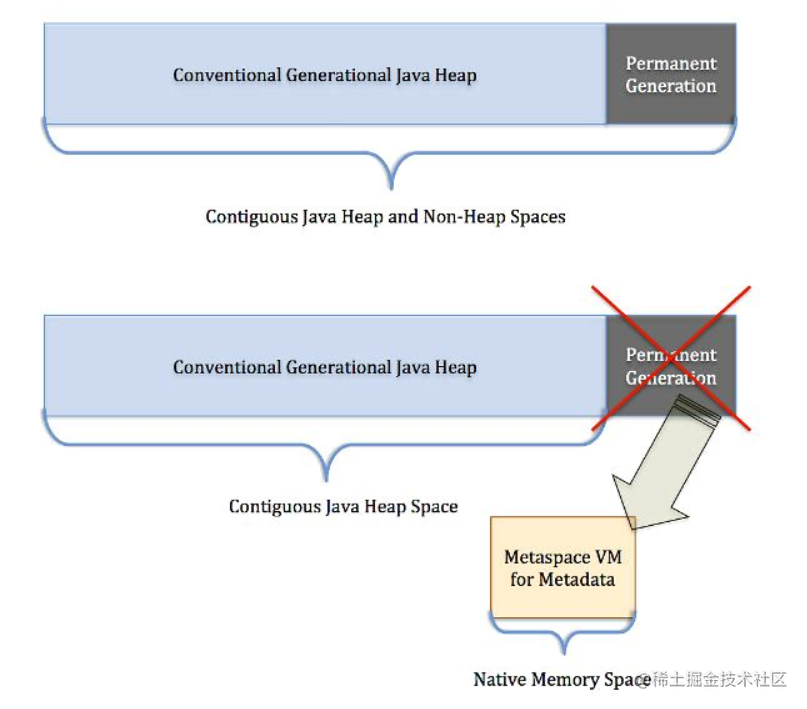 Conventional Generational Java Heap
Permanent
Generation
Contiguous Java Heap and Non-Heap Spaces
Conventional Generational Java Heap
Permanent
Generation
Contiguous Java Heap Space
Metaspace VM
for Metadata
Native Memory Space
@稀土掘金技术社区